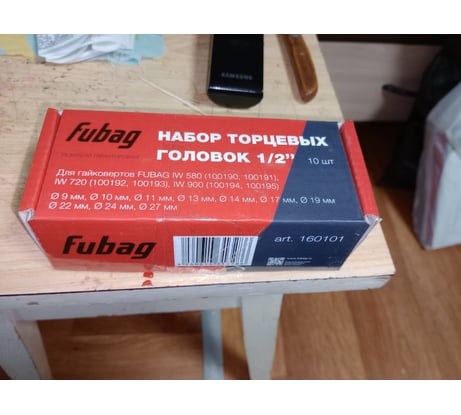 SAMSUNG
fubag
НАБОР ТОРЦЕВЫХ
ГОЛОВОК 1/2"
10 шт
Для гайковертов FUBAG IW 580 (100190, 100191),
IW 720 (100192, 100193), IW 900 (100194, 100195)
Ø 9 мм, Ø 10 мм, Ø 11 мм, Ø 13 мм, Ø 14 мм, Ø 17 мм, Ø 19 мм
Ø 22 мм, Ø 24 мм, Ø 27 мм
fubag
art. 160101